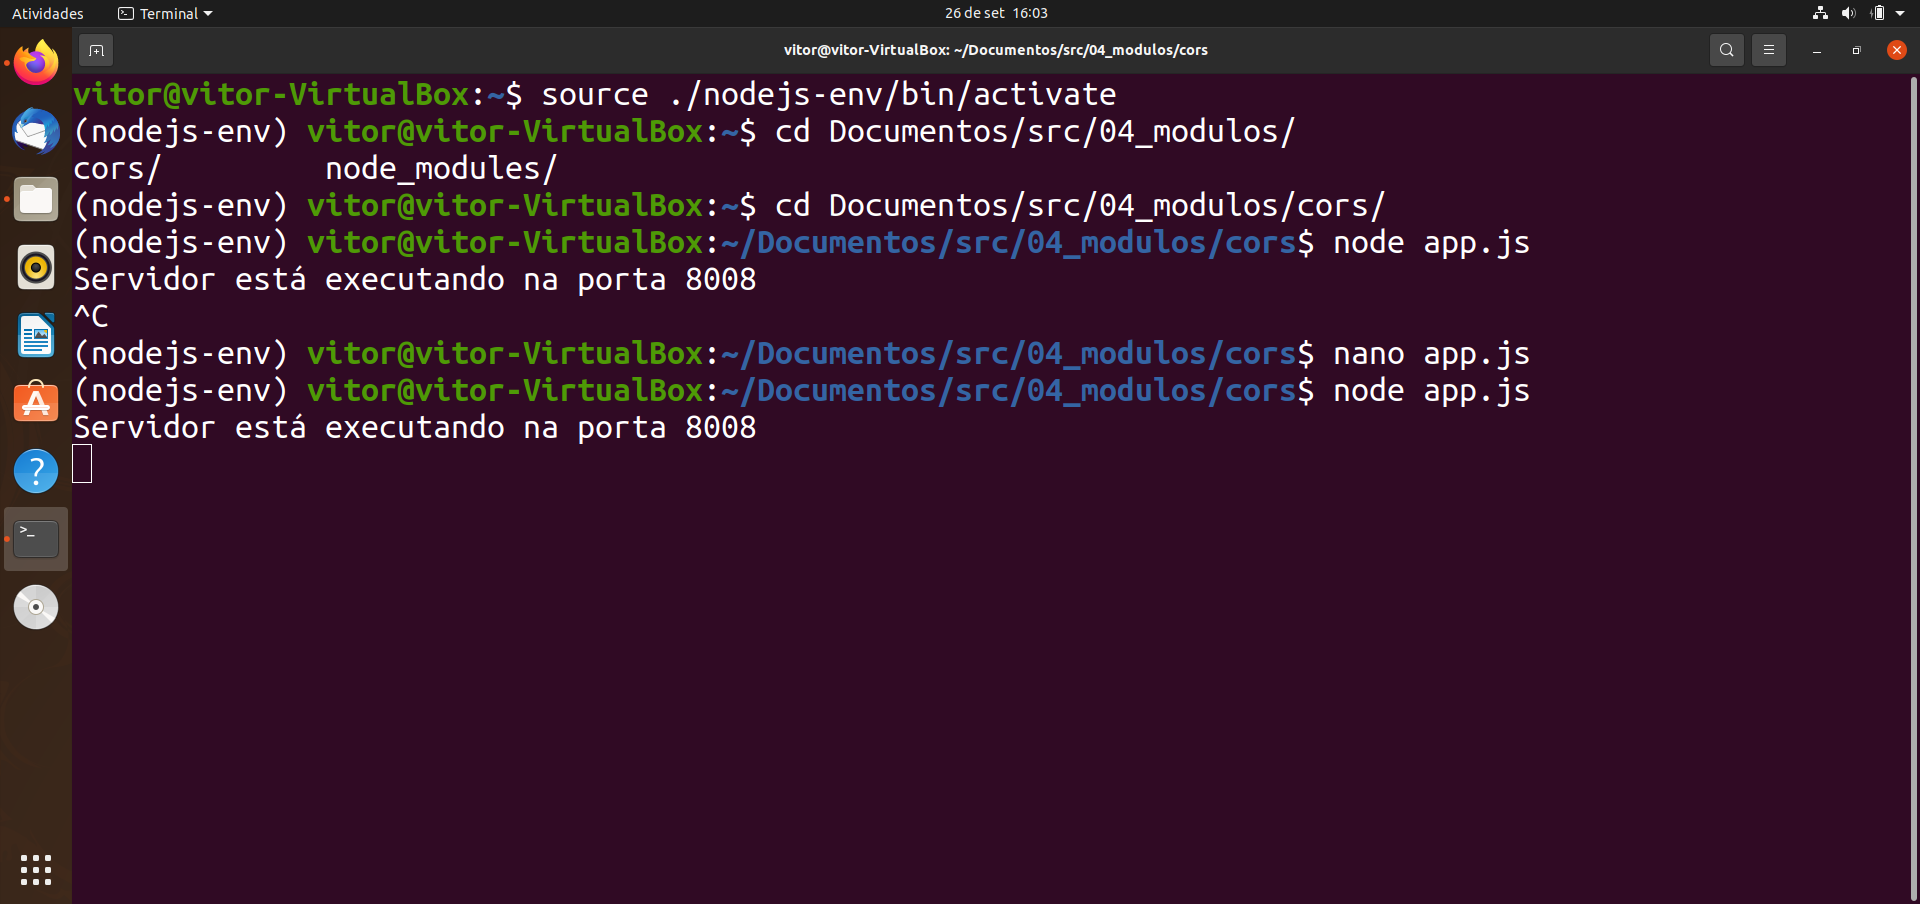 Atividades Terminal 26 de set 16:03
vitor@vitor-VirtualBox: ~/Documentos/src/04_modulos/cors
vitor@vitor-VirtualBox:~$ source ./nodejs-env/bin/activate
(nodejs-env) vitor@vitor-VirtualBox:~$ cd Documentos/src/04_modulos/
cors/ node_modules/
(nodejs-env) vitor@vitor-VirtualBox:~$ cd Documentos/src/04_modulos/cors/
(nodejs-env) vitor@vitor-VirtualBox:~/Documentos/src/04_modulos/cors$ node app.js
Servidor está executando na porta 8008
^C
(nodejs-env) vitor@vitor-VirtualBox:~/Documentos/src/04_modulos/cors$ nano app.js
(nodejs-env) vitor@vitor-VirtualBox:~/Documentos/src/04_modulos/cors$ node app.js
Servidor está executando na porta 8008